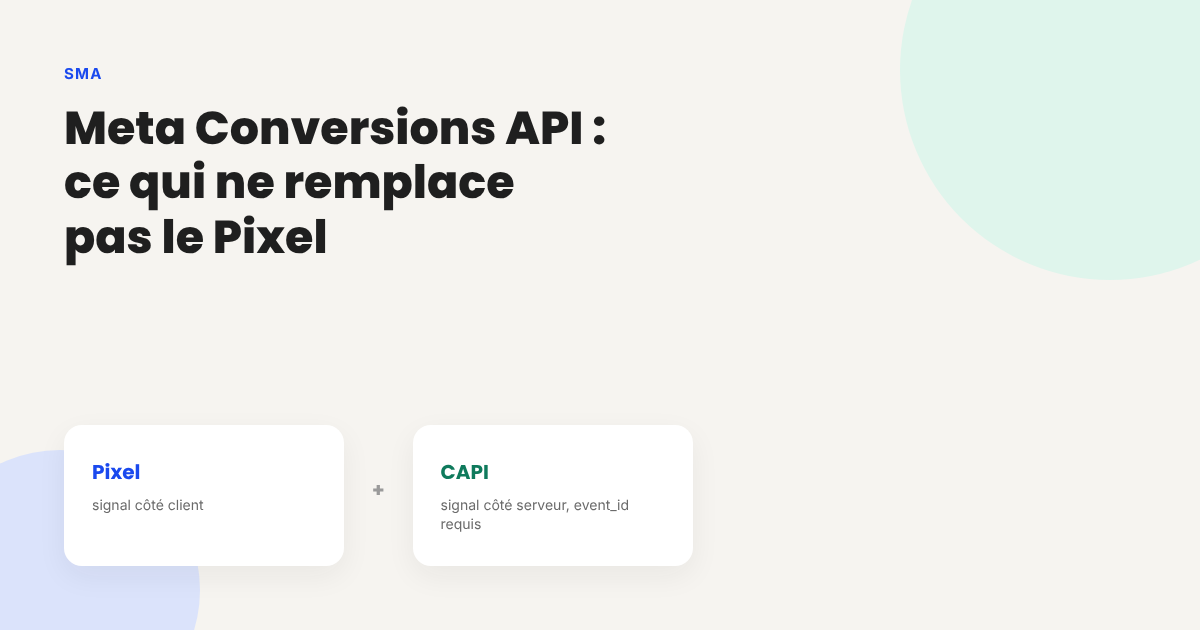 SMA
Meta Conversions API :
ce qui ne remplace
pas le Pixel
Pixel
signal côté client
+
CAPI
signal côté serveur, event_id
requis